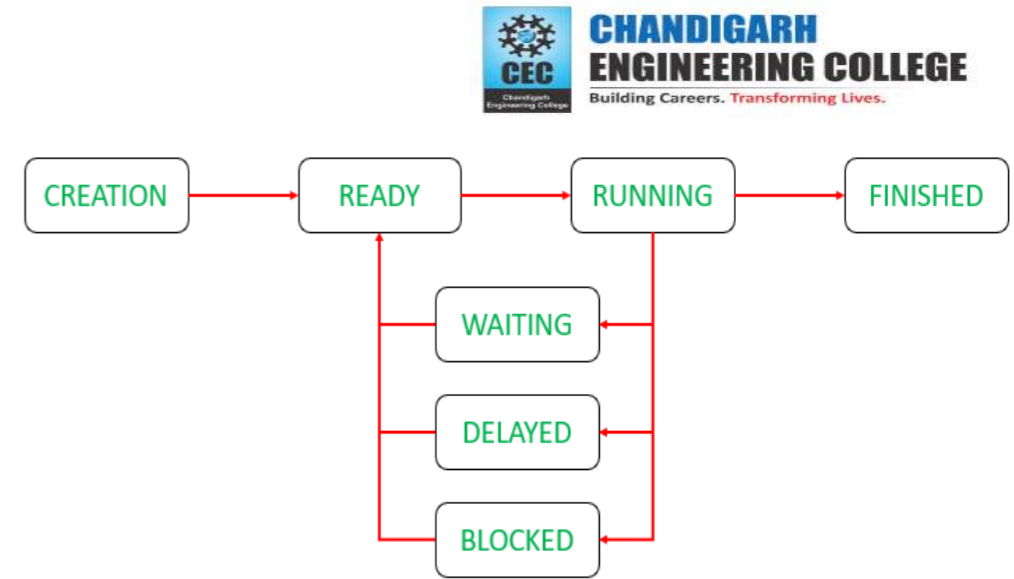 CEC
Chandigarh
Engineering College
CHANDIGARH
ENGINEERING COLLEGE
Building Careers. Transforming Lives.
CREATION
READY
RUNNING
FINISHED
WAITING
DELAYED
BLOCKED